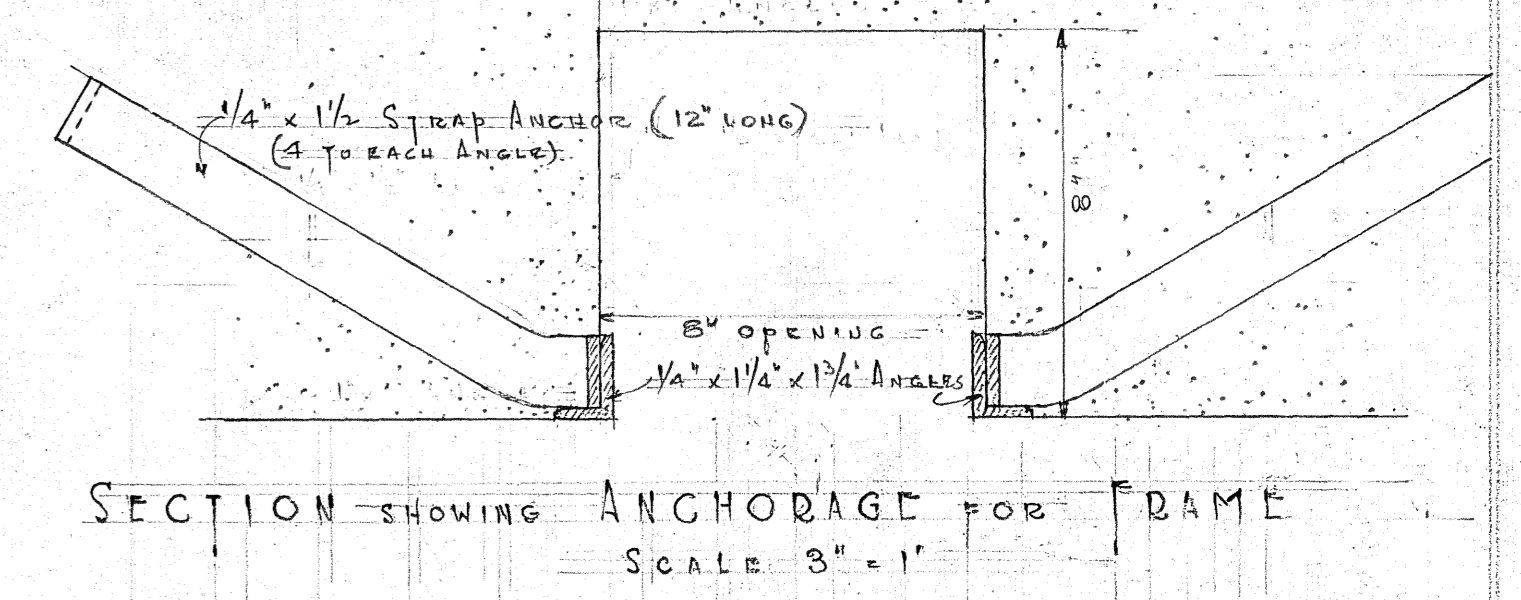 1/4" x 1 1/2 STRAP ANCHOR (12" LONG)
(4 TO EACH ANGLE)
8"
8" OPENING
1/4" x 1 1/4" x 1 3/4" ANGLES
SECTION SHOWING ANCHORAGE FOR FRAME
SCALE 3" = 1'